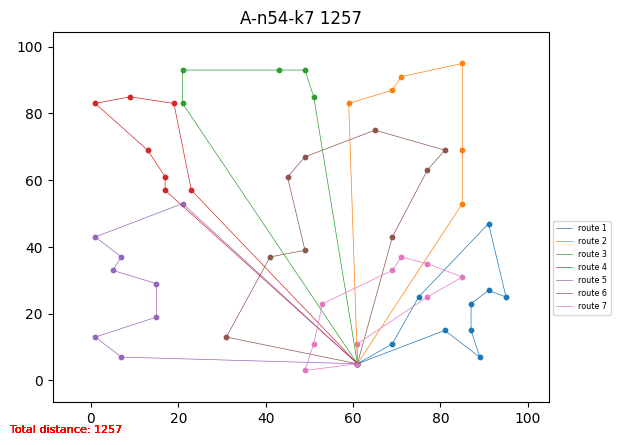 A-n54-k7 1257
100
80
60
40
20
0
0 20 40 60 80 100
route 1
route 2
route 3
route 4
route 5
route 6
route 7
Total distance: 1257